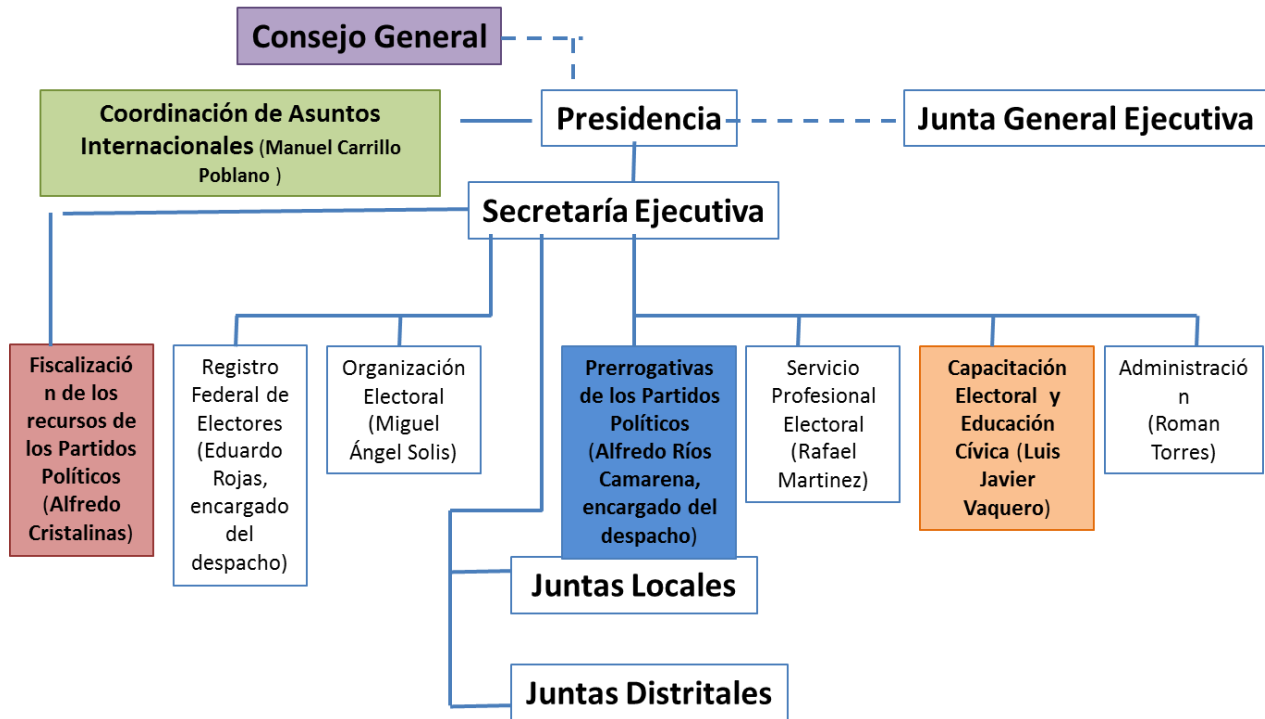 Consejo General
Coordinación de Asuntos
Internacionales (Manuel Carrillo
Poblano )
Presidencia
Junta General Ejecutiva
Secretaría Ejecutiva
Fiscalizació
n de los
recursos de
los Partidos
Políticos
(Alfredo
Cristalinas)
Registro
Federal de
Electores
(Eduardo
Rojas,
encargado
del
despacho)
Organización
Electoral
(Miguel
Ángel Solis)
Prerrogativas
de los Partidos
Políticos
(Alfredo Ríos
Camarena,
encargado del
despacho)
Servicio
Profesional
Electoral
(Rafael
Martinez)
Capacitación
Electoral y
Educación
Cívica (Luis
Javier
Vaquero)
Administració
n
(Roman
Torres)
Juntas Locales
Juntas Distritales